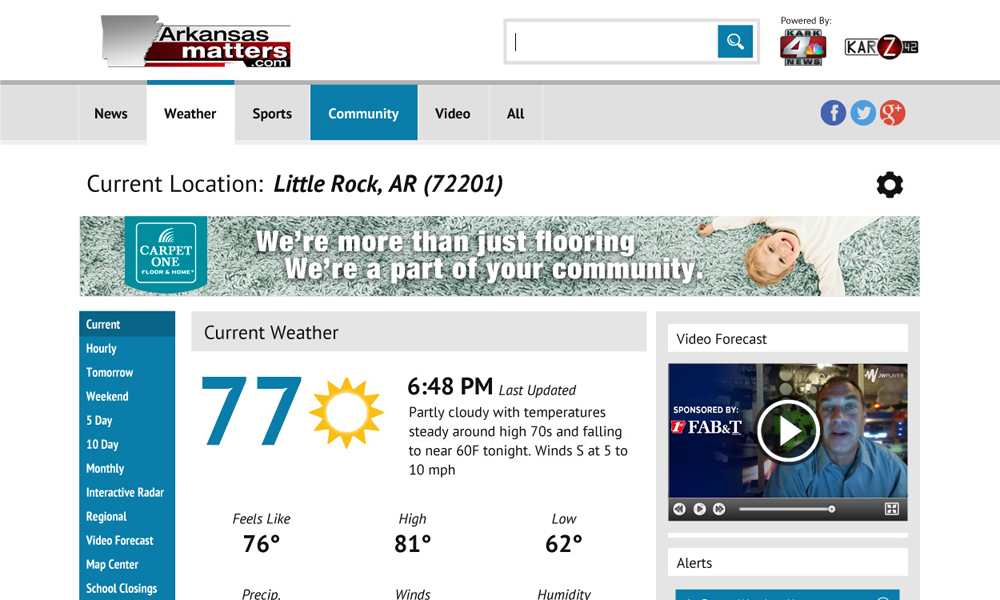 Arkansas
matters
.com
Powered By:
KARK
4
NEWS
KAR Z 42
News
Weather
Sports
Community
Video
All
Current Location: Little Rock, AR (72201)
CARPET
ONE
FLOOR & HOME
We're more than just flooring
We're a part of your community.
Current
Hourly
Tomorrow
Weekend
5 Day
10 Day
Monthly
Interactive Radar
Regional
Video Forecast
Map Center
School Closings
Current Weather
77
6:48 PM Last Updated
Partly cloudy with temperatures
steady around high 70s and falling
to near 60F tonight. Winds S at 5 to
10 mph
Feels Like
76°
High
81°
Low
62°
Precip.
Winds
Humidity
Video Forecast
JWPLAYER
SPONSORED BY:
FAB&T
Alerts